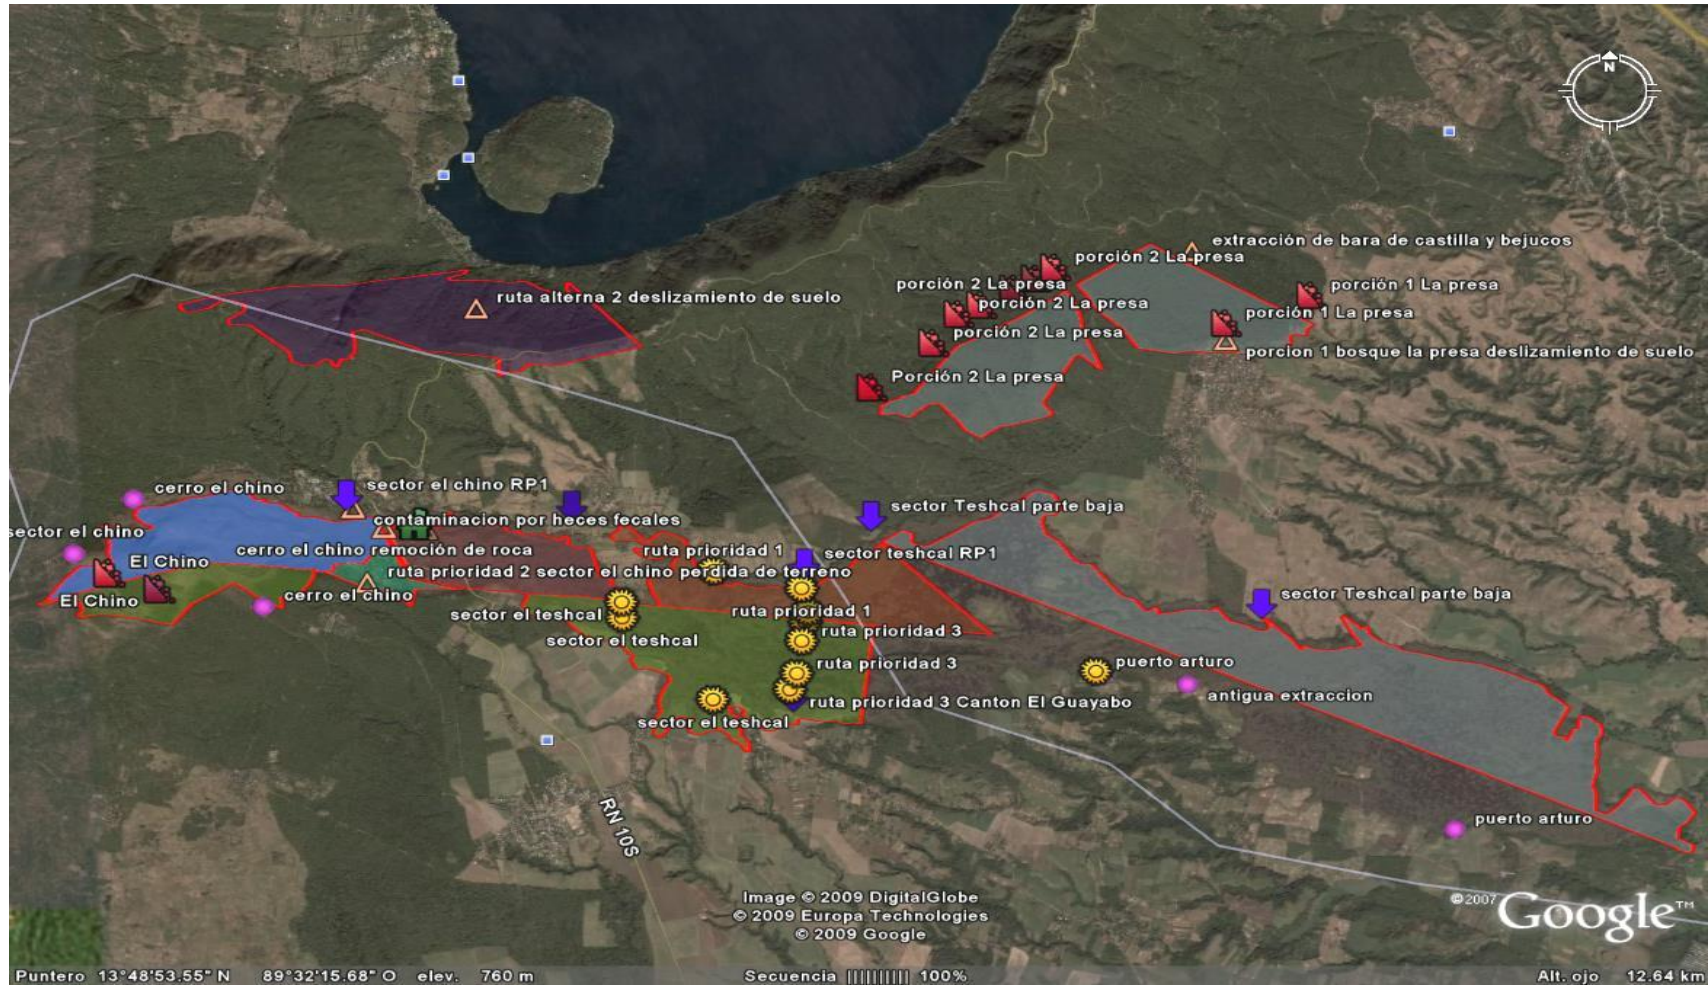 N
extracción de bara de castilla y bejucos
porción 2 La presa
porción 2 La presa
porción 1 La presa
ruta alterna 2 deslizamiento de suelo
porción 2 La presa
porción 1 La presa
porción 2 La presa
porcion 1 bosque la presa deslizamiento de suelo
Porción 2 La presa
cerro el chino
sector el chino RP1
sector Teshcal parte baja
contaminacion por heces fecales
sector el chino
cerro el chino remoción de roca
ruta prioridad 1
sector teshcal RP1
El Chino
ruta prioridad 2 sector el chino perdida de terreno
El Chino
cerro el chino
sector Teshcal parte baja
sector el teshcal
ruta prioridad 1
sector el teshcal
ruta prioridad 3
ruta prioridad 3
puerto arturo
antigua extraccion
ruta prioridad 3 Canton El Guayabo
sector el teshcal
RN 10S
puerto arturo
Image © 2009 DigitalGlobe
© 2009 Europa Technologies
© 2009 Google
©2007 Google™
Puntero 13°48'53.55" N 89°32'15.68" O elev. 760 m
Secuencia |||||||||| 100%
Alt. ojo 12.64 km